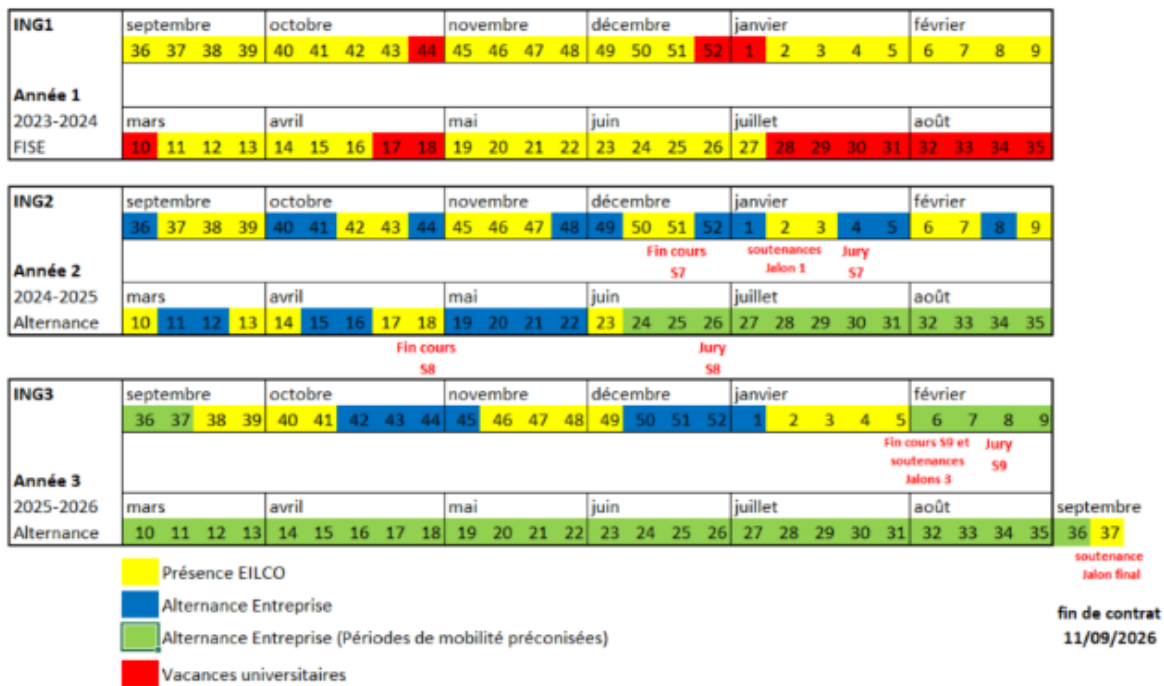 ING1 septembre octobre novembre décembre janvier février
36 37 38 39 40 41 42 43 44 45 46 47 48 49 50 51 52 1 2 3 4 5 6 7 8 9
Année 1
2023-2024 mars avril mai juin juillet août
FISE 10 11 12 13 14 15 16 17 18 19 20 21 22 23 24 25 26 27 28 29 30 31 32 33 34 35
ING2 septembre octobre novembre décembre janvier février
36 37 38 39 40 41 42 43 44 45 46 47 48 49 50 51 52 1 2 3 4 5 6 7 8 9
Fin cours soutenances Jury
Année 2 S7 Jalon 1 S7
2024-2025 mars avril mai juin juillet août
Alternance 10 11 12 13 14 15 16 17 18 19 20 21 22 23 24 25 26 27 28 29 30 31 32 33 34 35
Fin cours Jury
S8 S8
ING3 septembre octobre novembre décembre janvier février
36 37 38 39 40 41 42 43 44 45 46 47 48 49 50 51 52 1 2 3 4 5 6 7 8 9
Fin cours S9 et Jury
soutenances S9
Année 3 Jalons 3
2025-2026 mars avril mai juin juillet août septembre
Alternance 10 11 12 13 14 15 16 17 18 19 20 21 22 23 24 25 26 27 28 29 30 31 32 33 34 35 36 37
soutenance
Jalon final
Présence EILCO
Alternance Entreprise
Alternance Entreprise (Périodes de mobilité préconisées)
Vacances universitaires
fin de contrat
11/09/2026